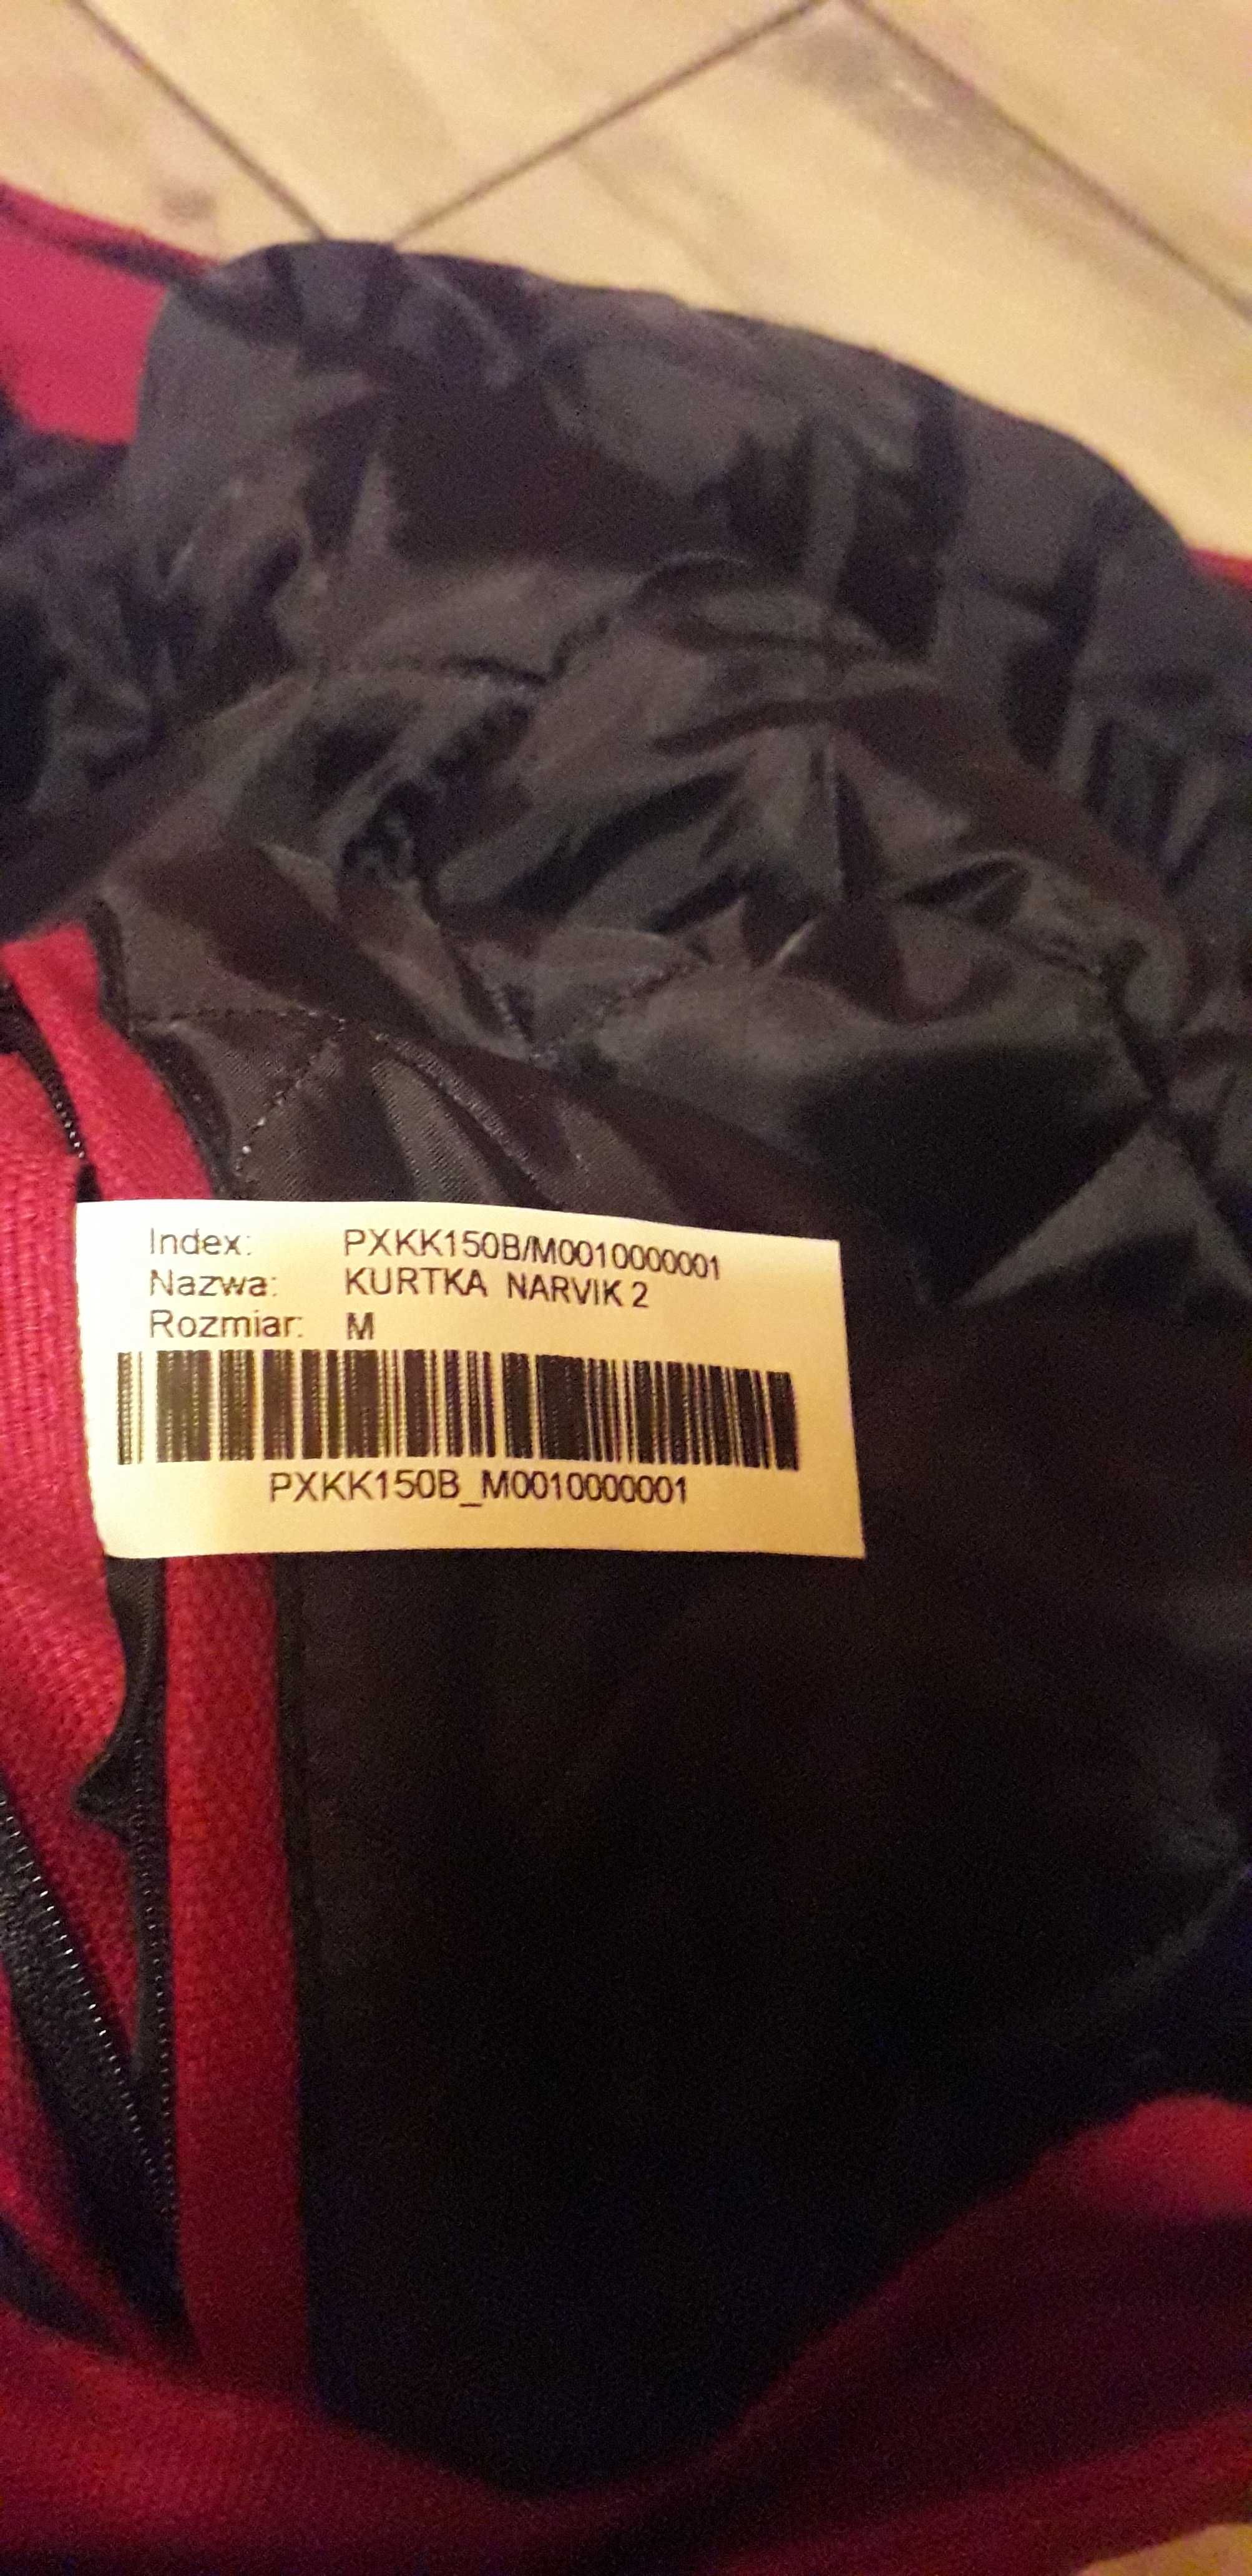 Index: PXKK150B/M0010000001
Nazwa: KURTKA NARVIK 2
Rozmiar: M
PXKK150B_M0010000001